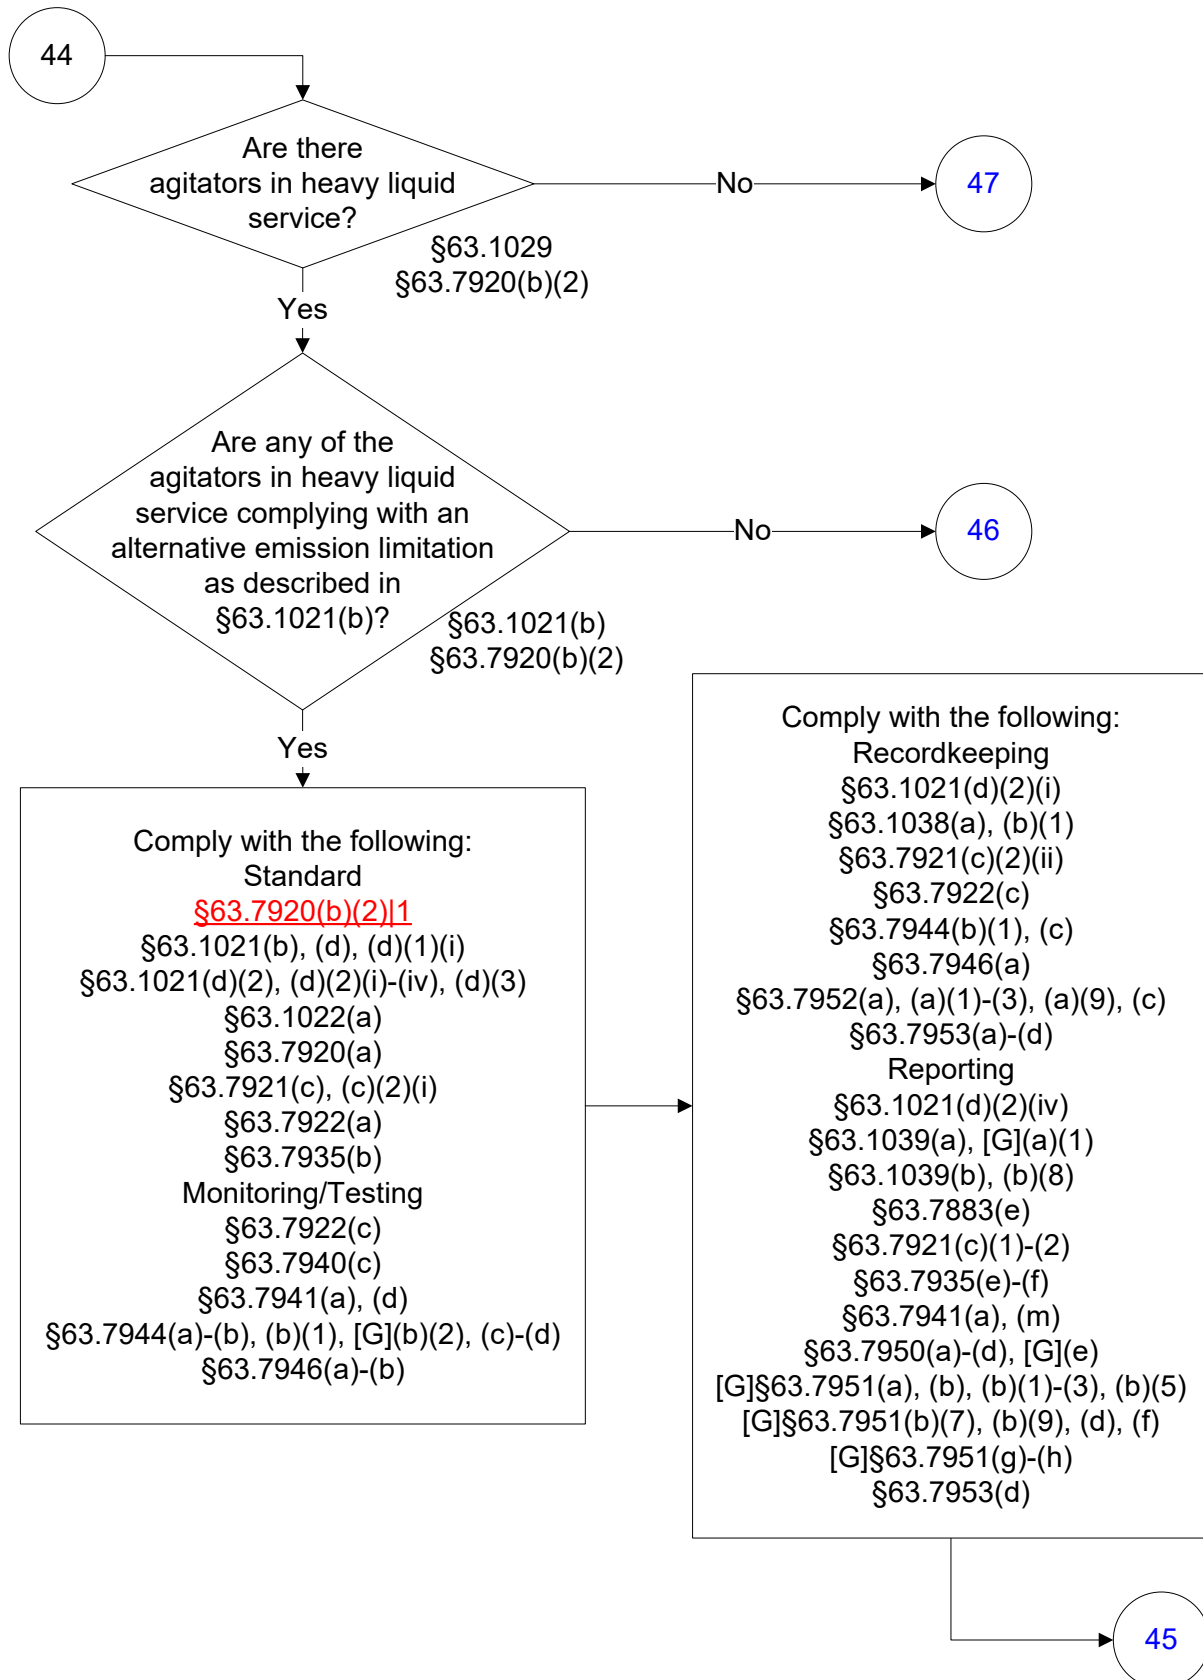 44
Are there
agitators in heavy liquid
service?
No
47
§63.1029
§63.7920(b)(2)
Yes
Are any of the
agitators in heavy liquid
service complying with an
alternative emission limitation
as described in
§63.1021(b)?
No
46
§63.1021(b)
§63.7920(b)(2)
Yes
Comply with the following:
Standard
§63.7920(b)(2)|1
§63.1021(b), (d), (d)(1)(i)
§63.1021(d)(2), (d)(2)(i)-(iv), (d)(3)
§63.1022(a)
§63.7920(a)
§63.7921(c), (c)(2)(i)
§63.7922(a)
§63.7935(b)
Monitoring/Testing
§63.7922(c)
§63.7940(c)
§63.7941(a), (d)
§63.7944(a)-(b), (b)(1), [G](b)(2), (c)-(d)
§63.7946(a)-(b)
Comply with the following:
Recordkeeping
§63.1021(d)(2)(i)
§63.1038(a), (b)(1)
§63.7921(c)(2)(ii)
§63.7922(c)
§63.7944(b)(1), (c)
§63.7946(a)
§63.7952(a), (a)(1)-(3), (a)(9), (c)
§63.7953(a)-(d)
Reporting
§63.1021(d)(2)(iv)
§63.1039(a), [G](a)(1)
§63.1039(b), (b)(8)
§63.7883(e)
§63.7921(c)(1)-(2)
§63.7935(e)-(f)
§63.7941(a), (m)
§63.7950(a)-(d), [G](e)
[G]§63.7951(a), (b), (b)(1)-(3), (b)(5)
[G]§63.7951(b)(7), (b)(9), (d), (f)
[G]§63.7951(g)-(h)
§63.7953(d)
45